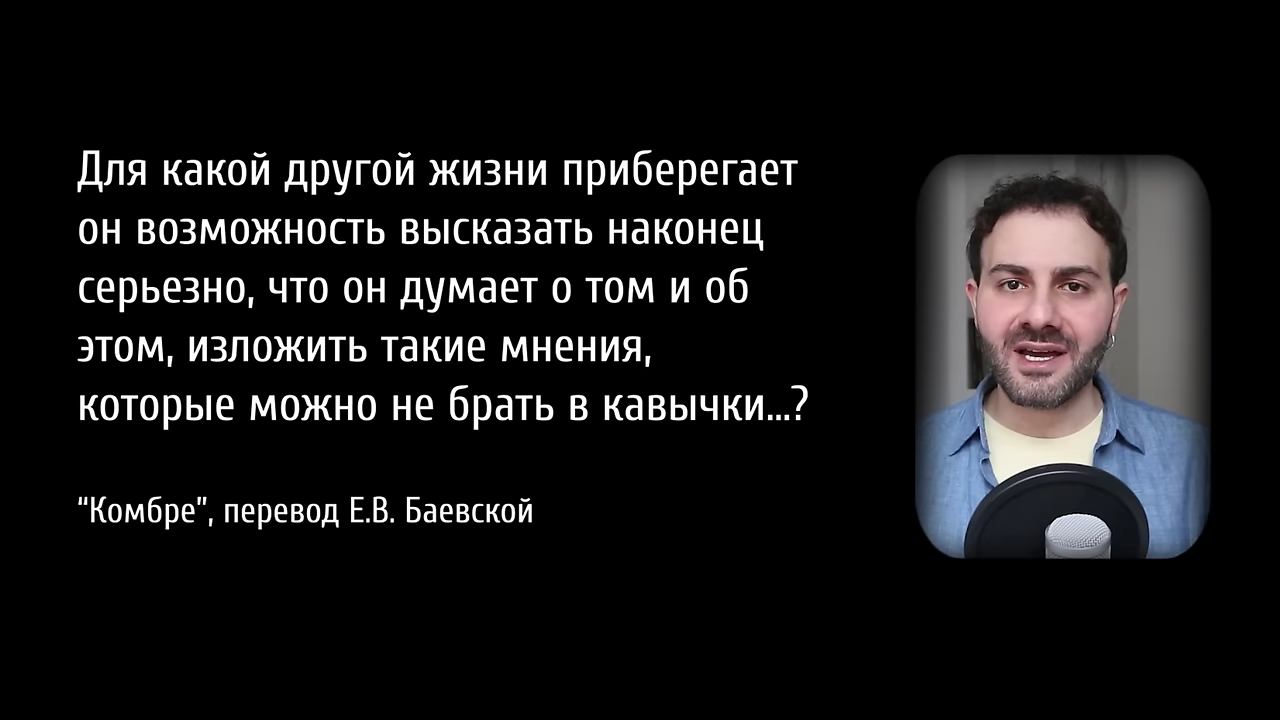 Для какой другой жизни приберегает
он возможность высказать наконец
серьезно, что он думает о том и об
этом, изложить такие мнения,
которые можно не брать в кавычки...?
“Комбре”, перевод Е.В. Баевской